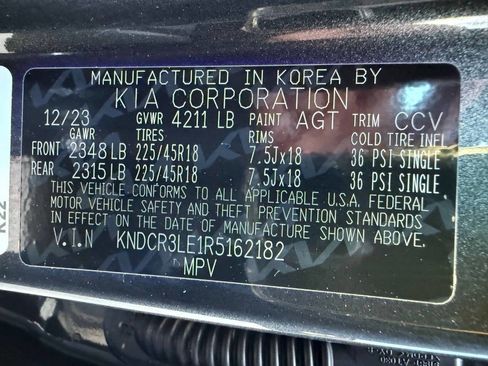 MANUFACTURED IN KOREA BY
KIA CORPORATION
12/23 GVWR 4211 LB PAINT AGT TRIM CCV
GAWR TIRES RIMS COLD TIRE INFL
FRONT 2348 LB 225/45R18 7.5Jx18 36 PSI SINGLE
REAR 2315 LB 225/45R18 7.5Jx18 36 PSI SINGLE
THIS VEHICLE CONFORMS TO ALL APPLICABLE U.S.A. FEDERAL
MOTOR VEHICLE SAFETY AND THEFT PREVENTION STANDARDS
IN EFFECT ON THE DATE OF MANUFACTURE SHOWN ABOVE.
V.I.N KNDCR3LE1R5162182
MPV